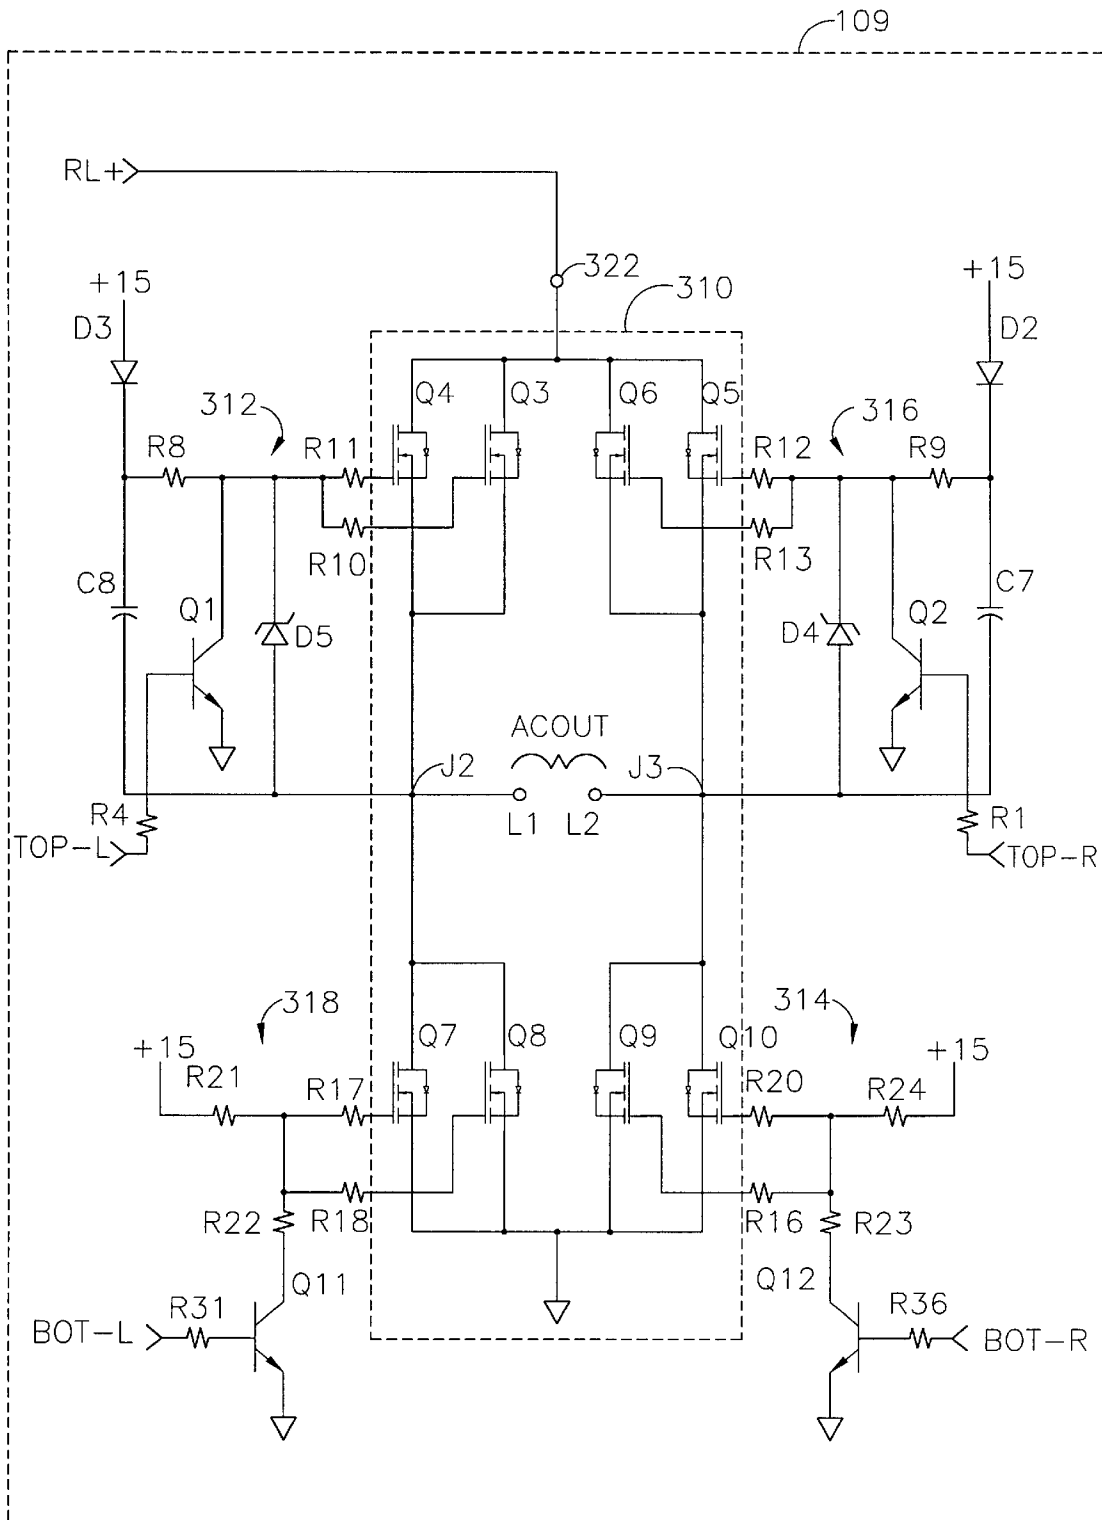 109
RL+
322
310
+15
+15
D3
D2
Q4
Q3
Q6
Q5
312
316
R8
R11
R12
R9
R10
R13
C8
Q1
D5
D4
Q2
C7
ACOUT
J2
J3
R4
L1
L2
R1
TOP-L
TOP-R
318
314
+15
Q7
Q8
Q9
Q10
+15
R21
R17
R20
R24
R22
R18
R16
R23
Q11
Q12
R31
R36
BOT-L
BOT-R